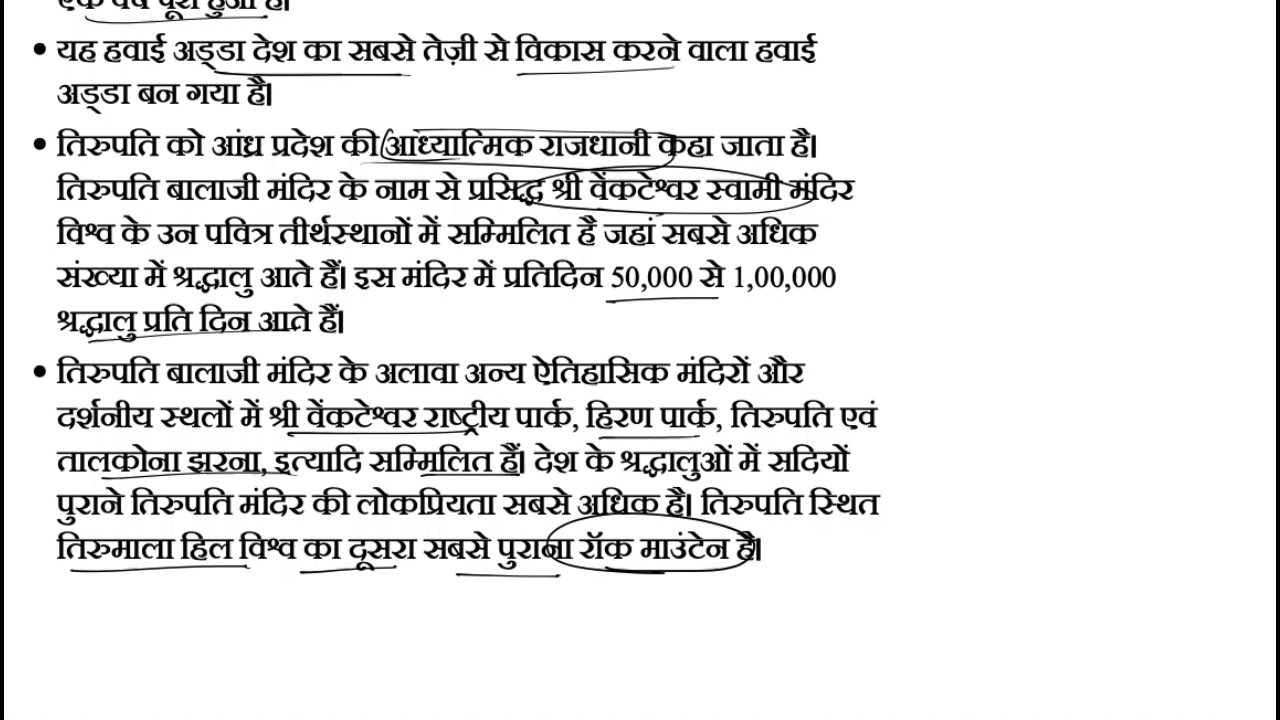 एक वर्ष पूरा हुआ है।
• यह हवाई अड्डा देश का सबसे तेज़ी से विकास करने वाला हवाई
अड्डा बन गया है।
• तिरुपति को आंध्र प्रदेश की आध्यात्मिक राजधानी कहा जाता है।
तिरुपति बालाजी मंदिर के नाम से प्रसिद्ध श्री वेंकटेश्वर स्वामी मंदिर
विश्व के उन पवित्र तीर्थस्थानों में सम्मिलित है जहां सबसे अधिक
संख्या में श्रद्धालु आते हैं। इस मंदिर में प्रतिदिन 50,000 से 1,00,000
श्रद्धालु प्रति दिन आते हैं।
• तिरुपति बालाजी मंदिर के अलावा अन्य ऐतिहासिक मंदिरों और
दर्शनीय स्थलों में श्री वेंकटेश्वर राष्ट्रीय पार्क, हिरण पार्क, तिरुपति एवं
तालकोना झरना, इत्यादि सम्मिलित हैं। देश के श्रद्धालुओं में सदियों
पुराने तिरुपति मंदिर की लोकप्रियता सबसे अधिक है। तिरुपति स्थित
तिरुमाला हिल विश्व का दूसरा सबसे पुराना रॉक माउंटेन है।